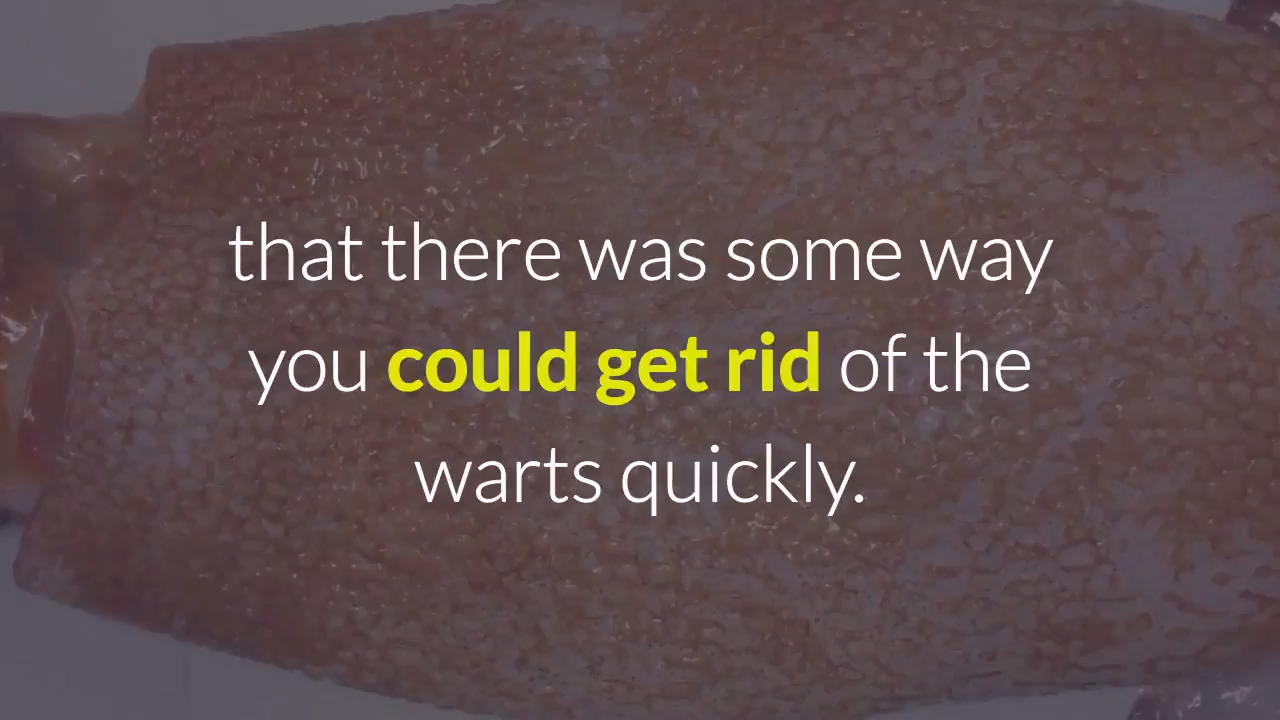 that there was some way
you could get rid of the
warts quickly.